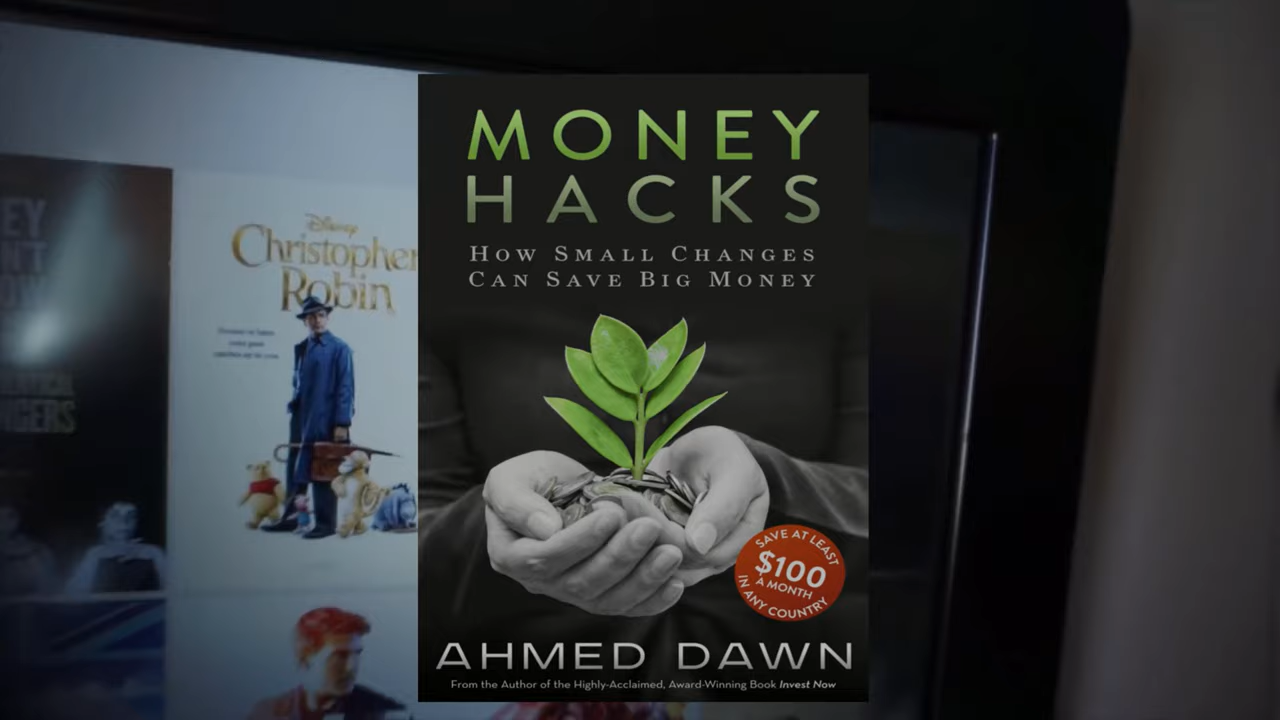 Disney
Christopher
Robin
MONEY
HACKS
HOW SMALL CHANGES
CAN SAVE BIG MONEY
SAVE AT LEAST
$100
A MONTH
IN ANY COUNTRY
AHMED DAWN
From the Author of the Highly-Acclaimed, Award-Winning Book Invest Now